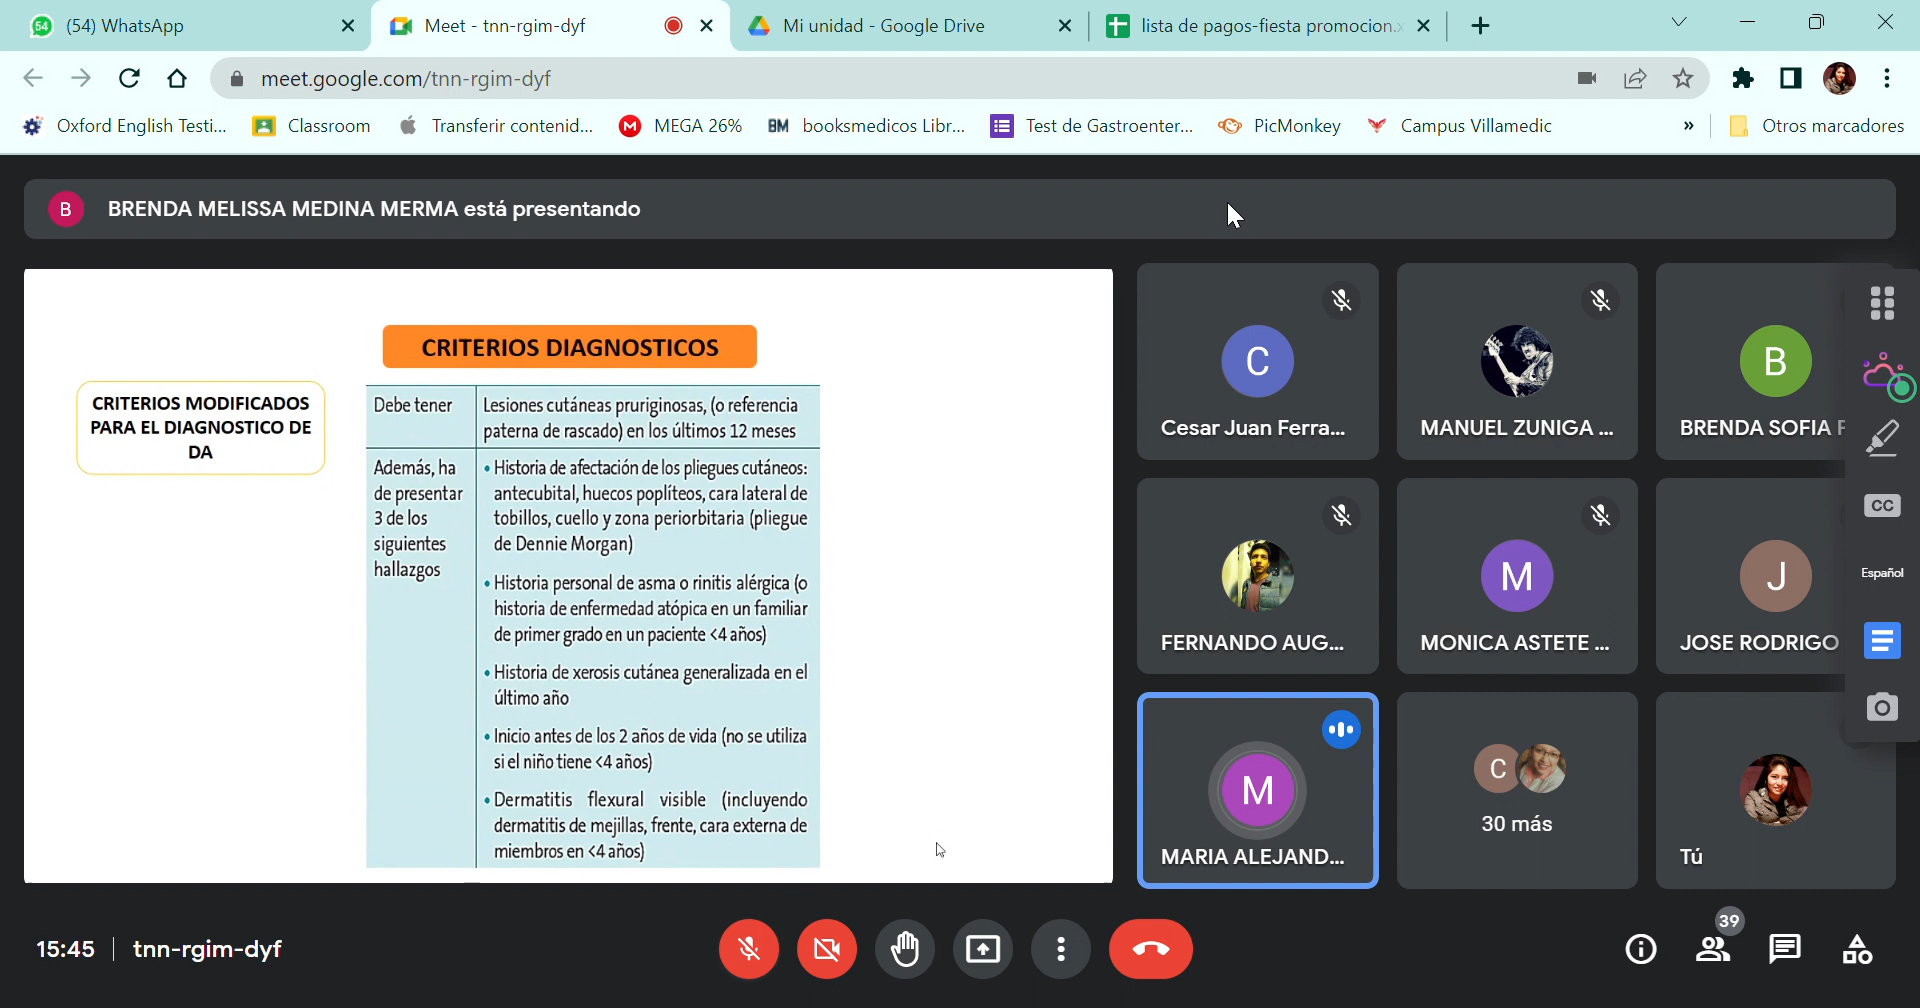 54
(54) WhatsApp
Meet - tnn-rgim-dyf
Mi unidad - Google Drive
lista de pagos-fiesta promocion.x
meet.google.com/tnn-rgim-dyf
Oxford English Testi...
Classroom
Transferir contenid...
MEGA 26%
BM booksmedicos Libr...
Test de Gastroenter...
PicMonkey
Campus Villamedic
»
Otros marcadores
B BRENDA MELISSA MEDINA MERMA está presentando
CRITERIOS DIAGNOSTICOS
CRITERIOS MODIFICADOS
PARA EL DIAGNOSTICO DE
DA
Debe tener
Lesiones cutáneas pruriginosas, (o referencia
paterna de rascado) en los últimos 12 meses
Además, ha
de presentar
3 de los
siguientes
hallazgos
• Historia de afectación de los pliegues cutáneos:
antecubital, huecos poplíteos, cara lateral de
tobillos, cuello y zona periorbitaria (pliegue
de Dennie Morgan)
• Historia personal de asma o rinitis alérgica (o
historia de enfermedad atópica en un familiar
de primer grado en un paciente <4 años)
• Historia de xerosis cutánea generalizada en el
último año
• Inicio antes de los 2 años de vida (no se utiliza
si el niño tiene <4 años)
• Dermatitis flexural visible (incluyendo
dermatitis de mejillas, frente, cara externa de
miembros en <4 años)
C
Cesar Juan Ferra...
MANUEL ZUNIGA ...
B
BRENDA SOFIA F
FERNANDO AUG...
M
MONICA ASTETE ...
J
JOSE RODRIGO
M
MARIA ALEJAND...
C
30 más
Tú
CC
Español
15:45
tnn-rgim-dyf
39